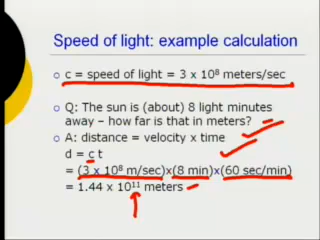 Speed of light: example calculation
c = speed of light = 3 x 10⁸ meters/sec
Q: The sun is (about) 8 light minutes
away – how far is that in meters?
A: distance = velocity x time
d = c t
= (3 x 10⁸ m/sec)x(8 min)x(60 sec/min)
= 1.44 x 10¹¹ meters